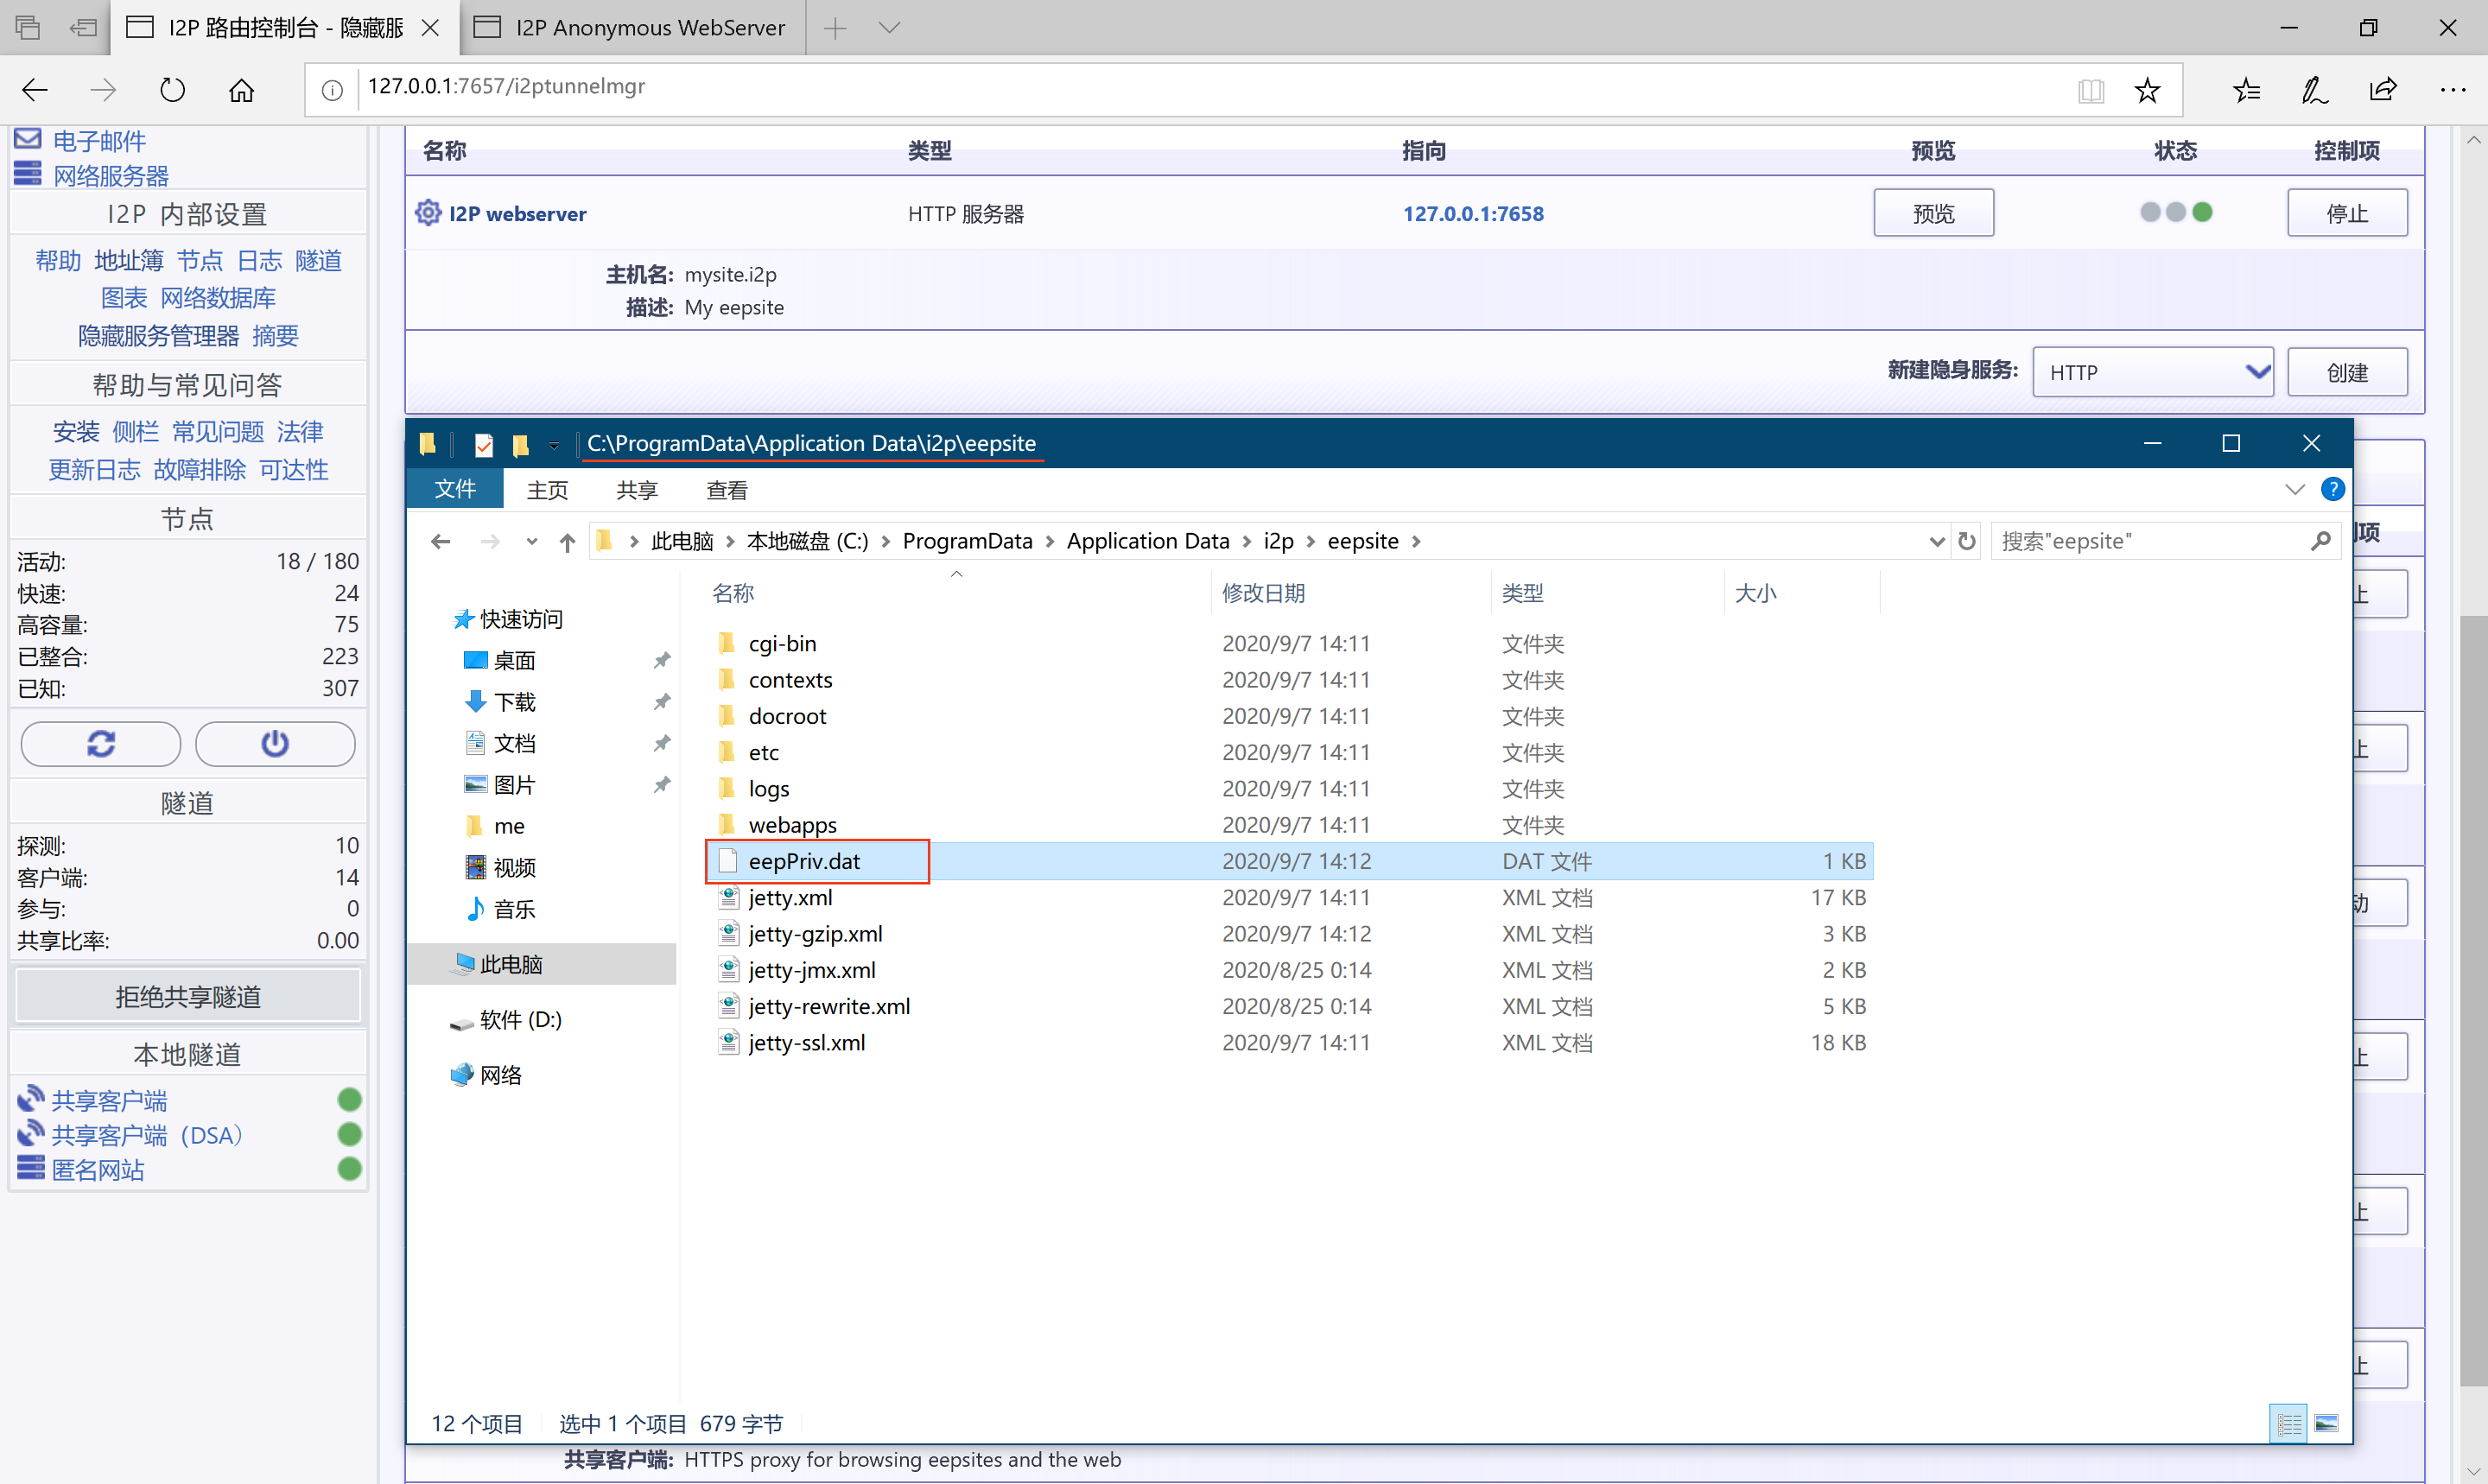 I2P 路由控制台 - 隐藏服
I2P Anonymous WebServer
127.0.0.1:7657/i2ptunnelmgr
电子邮件
网络服务器
I2P 内部设置
帮助 地址簿 节点 日志 隧道
图表 网络数据库
隐藏服务管理器 摘要
帮助与常见问答
安装 侧栏 常见问题 法律
更新日志 故障排除 可达性
节点
活动: 18 / 180
快速: 24
高容量: 75
已整合: 223
已知: 307
隧道
探测: 10
客户端: 14
参与: 0
共享比率: 0.00
拒绝共享隧道
本地隧道
共享客户端
共享客户端（DSA）
匿名网站
名称 类型 指向 预览 状态 控制项
I2P webserver HTTP 服务器 127.0.0.1:7658 预览 停止
主机名: mysite.i2p
描述: My eepsite
新建隐身服务: HTTP 创建
C:\ProgramData\Application Data\i2p\eepsite
文件 主页 共享 查看
此电脑 本地磁盘 (C:) ProgramData Application Data i2p eepsite 搜索"eepsite"
快速访问
桌面
下载
文档
图片
me
视频
音乐
此电脑
软件 (D:)
网络
名称 修改日期 类型 大小
cgi-bin 2020/9/7 14:11 文件夹
contexts 2020/9/7 14:11 文件夹
docroot 2020/9/7 14:11 文件夹
etc 2020/9/7 14:11 文件夹
logs 2020/9/7 14:11 文件夹
webapps 2020/9/7 14:11 文件夹
eepPriv.dat 2020/9/7 14:12 DAT 文件 1 KB
jetty.xml 2020/9/7 14:11 XML 文档 17 KB
jetty-gzip.xml 2020/9/7 14:12 XML 文档 3 KB
jetty-jmx.xml 2020/8/25 0:14 XML 文档 2 KB
jetty-rewrite.xml 2020/8/25 0:14 XML 文档 5 KB
jetty-ssl.xml 2020/9/7 14:11 XML 文档 18 KB
12 个项目 选中 1 个项目 679 字节
项
止
止
动
止
止
止
共享客户端: HTTPS proxy for browsing eepsites and the web